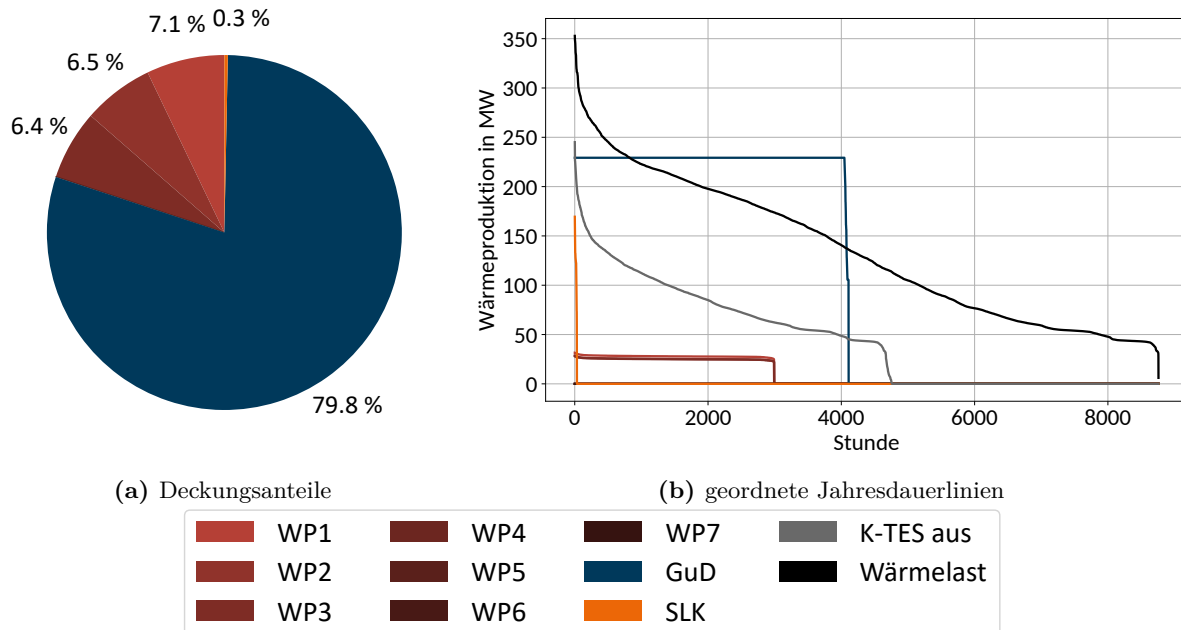 7.1 % 0.3 %
6.5 %
6.4 %
79.8 %
Wärmeproduktion in MW
350
300
250
200
150
100
50
0
0 2000 4000 6000 8000
Stunde
(a) Deckungsanteile
(b) geordnete Jahresdauerlinien
WP1 WP4 WP7 K-TES aus
WP2 WP5 GuD Wärmelast
WP3 WP6 SLK